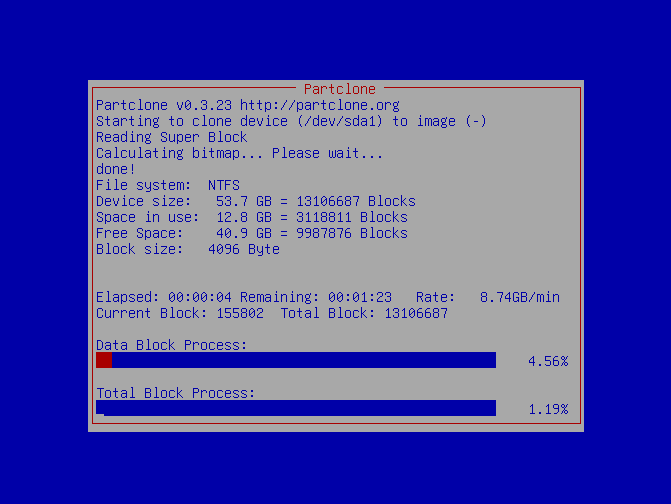 Partclone
Partclone v0.3.23 http://partclone.org
Starting to clone device (/dev/sda1) to image (-)
Reading Super Block
Calculating bitmap... Please wait...
done!
File system:  NTFS
Device size:   53.7 GB = 13106687 Blocks
Space in use:  12.8 GB = 3118811 Blocks
Free Space:    40.9 GB = 9987876 Blocks
Block size:   4096 Byte
Elapsed: 00:00:04 Remaining: 00:01:23   Rate:   8.74GB/min
Current Block: 155802  Total Block: 13106687
Data Block Process:
4.56%
Total Block Process:
1.19%